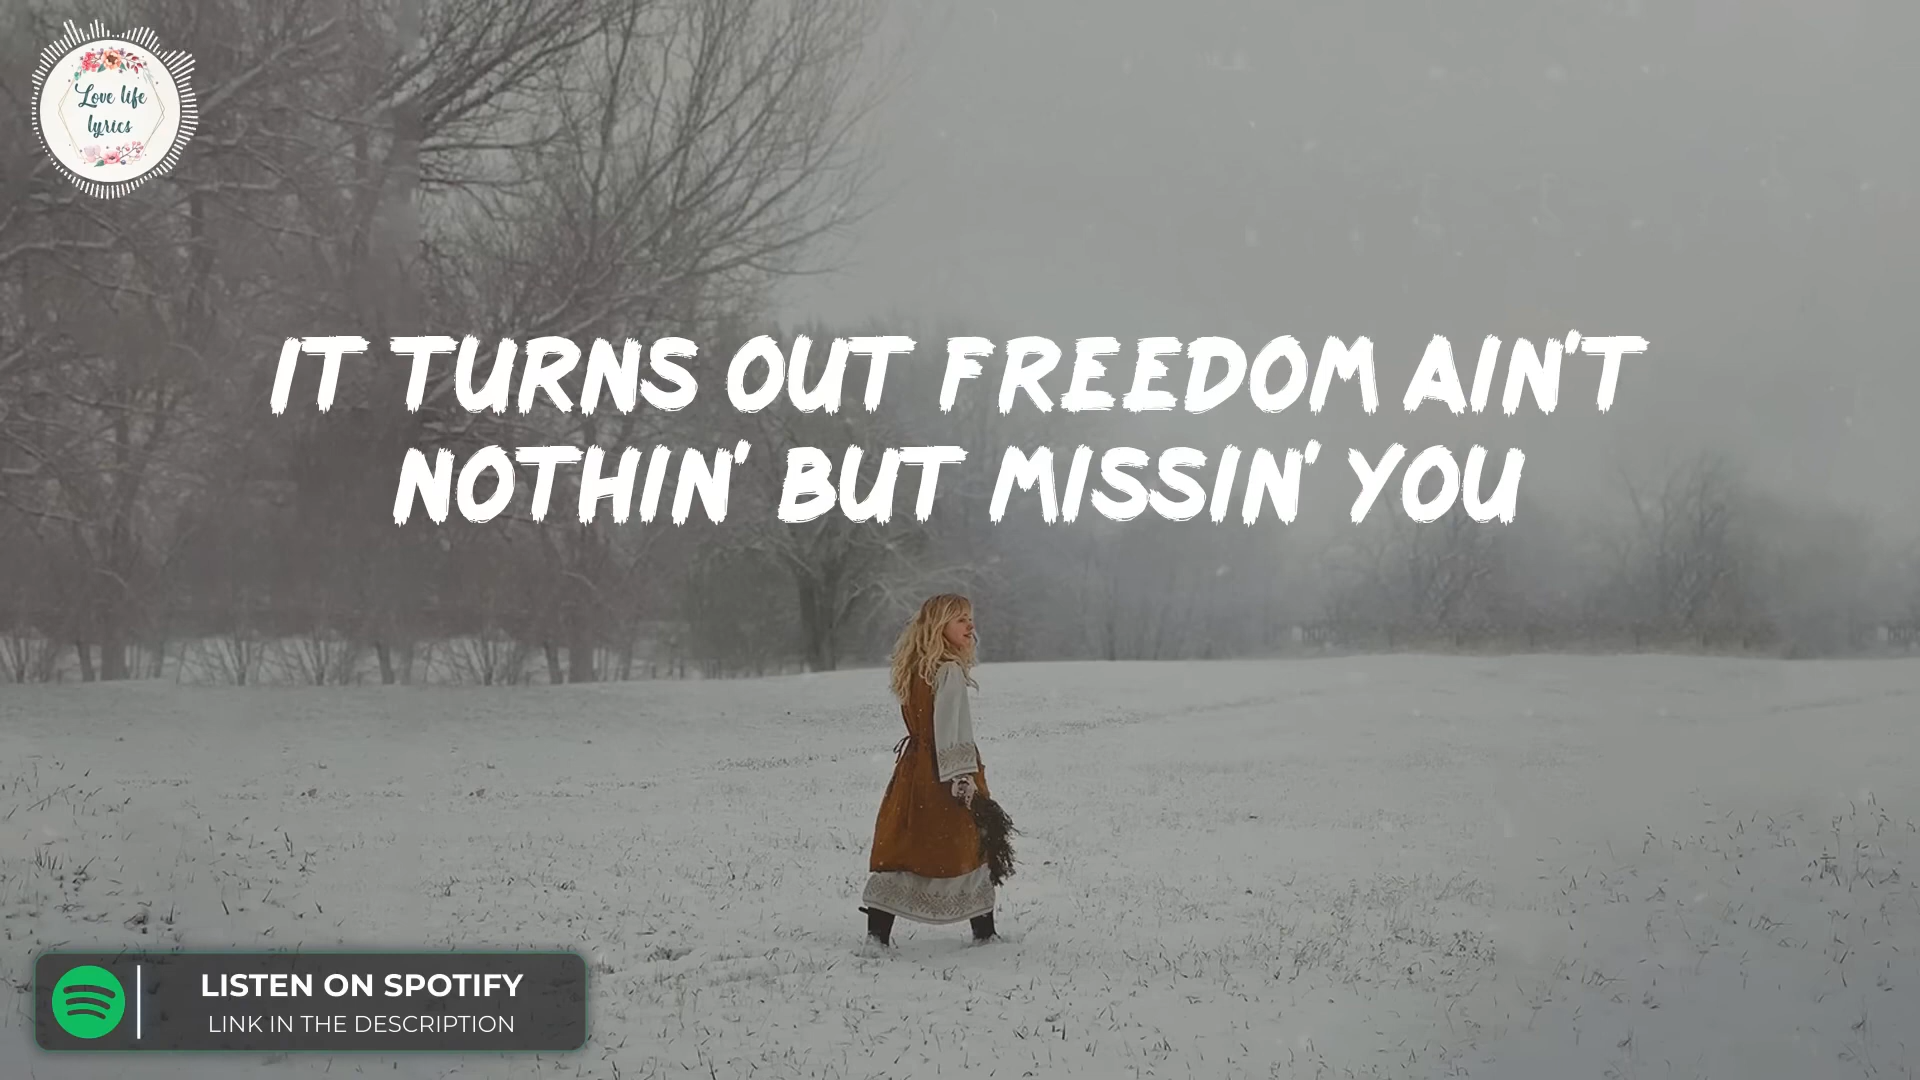 Love life
lyrics
IT TURNS OUT FREEDOM AIN'T
NOTHIN' BUT MISSIN' YOU
LISTEN ON SPOTIFY
LINK IN THE DESCRIPTION